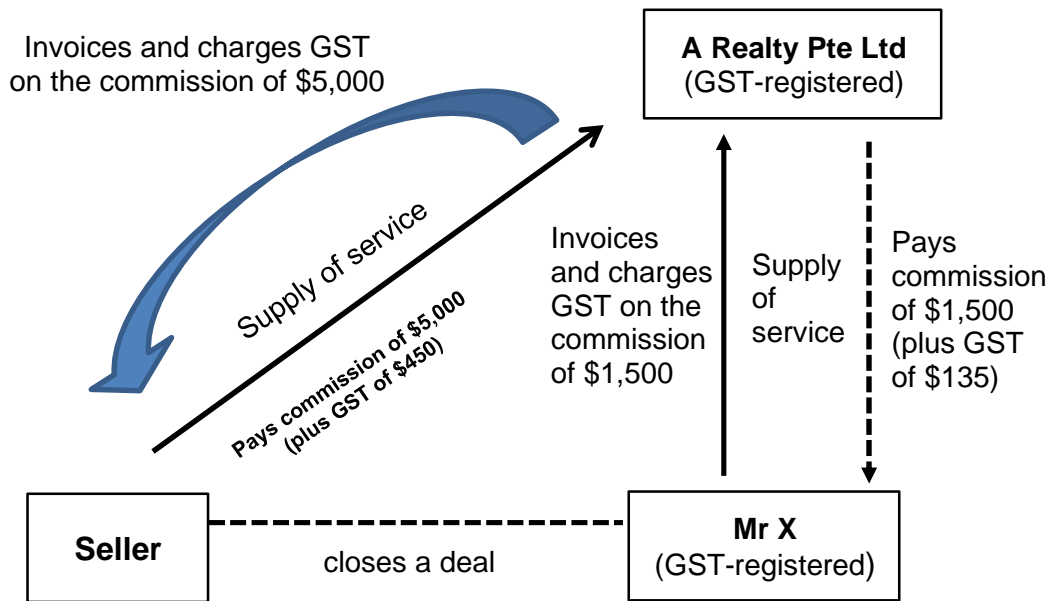 Invoices and charges GST
on the commission of $5,000
A Realty Pte Ltd
(GST-registered)
Supply of service
Pays commission of $5,000
(plus GST of $450)
Invoices
and charges
GST on the
commission
of $1,500
Supply
of
service
Pays
commission
of $1,500
(plus GST
of $135)
Seller
closes a deal
Mr X
(GST-registered)